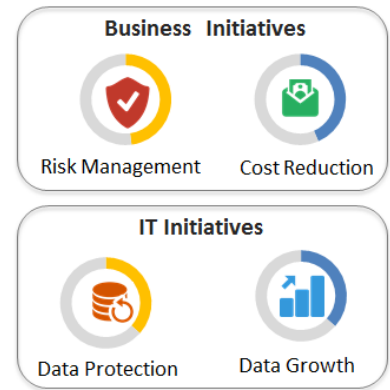 Business Initiatives
Risk Management
Cost Reduction
IT Initiatives
Data Protection
Data Growth